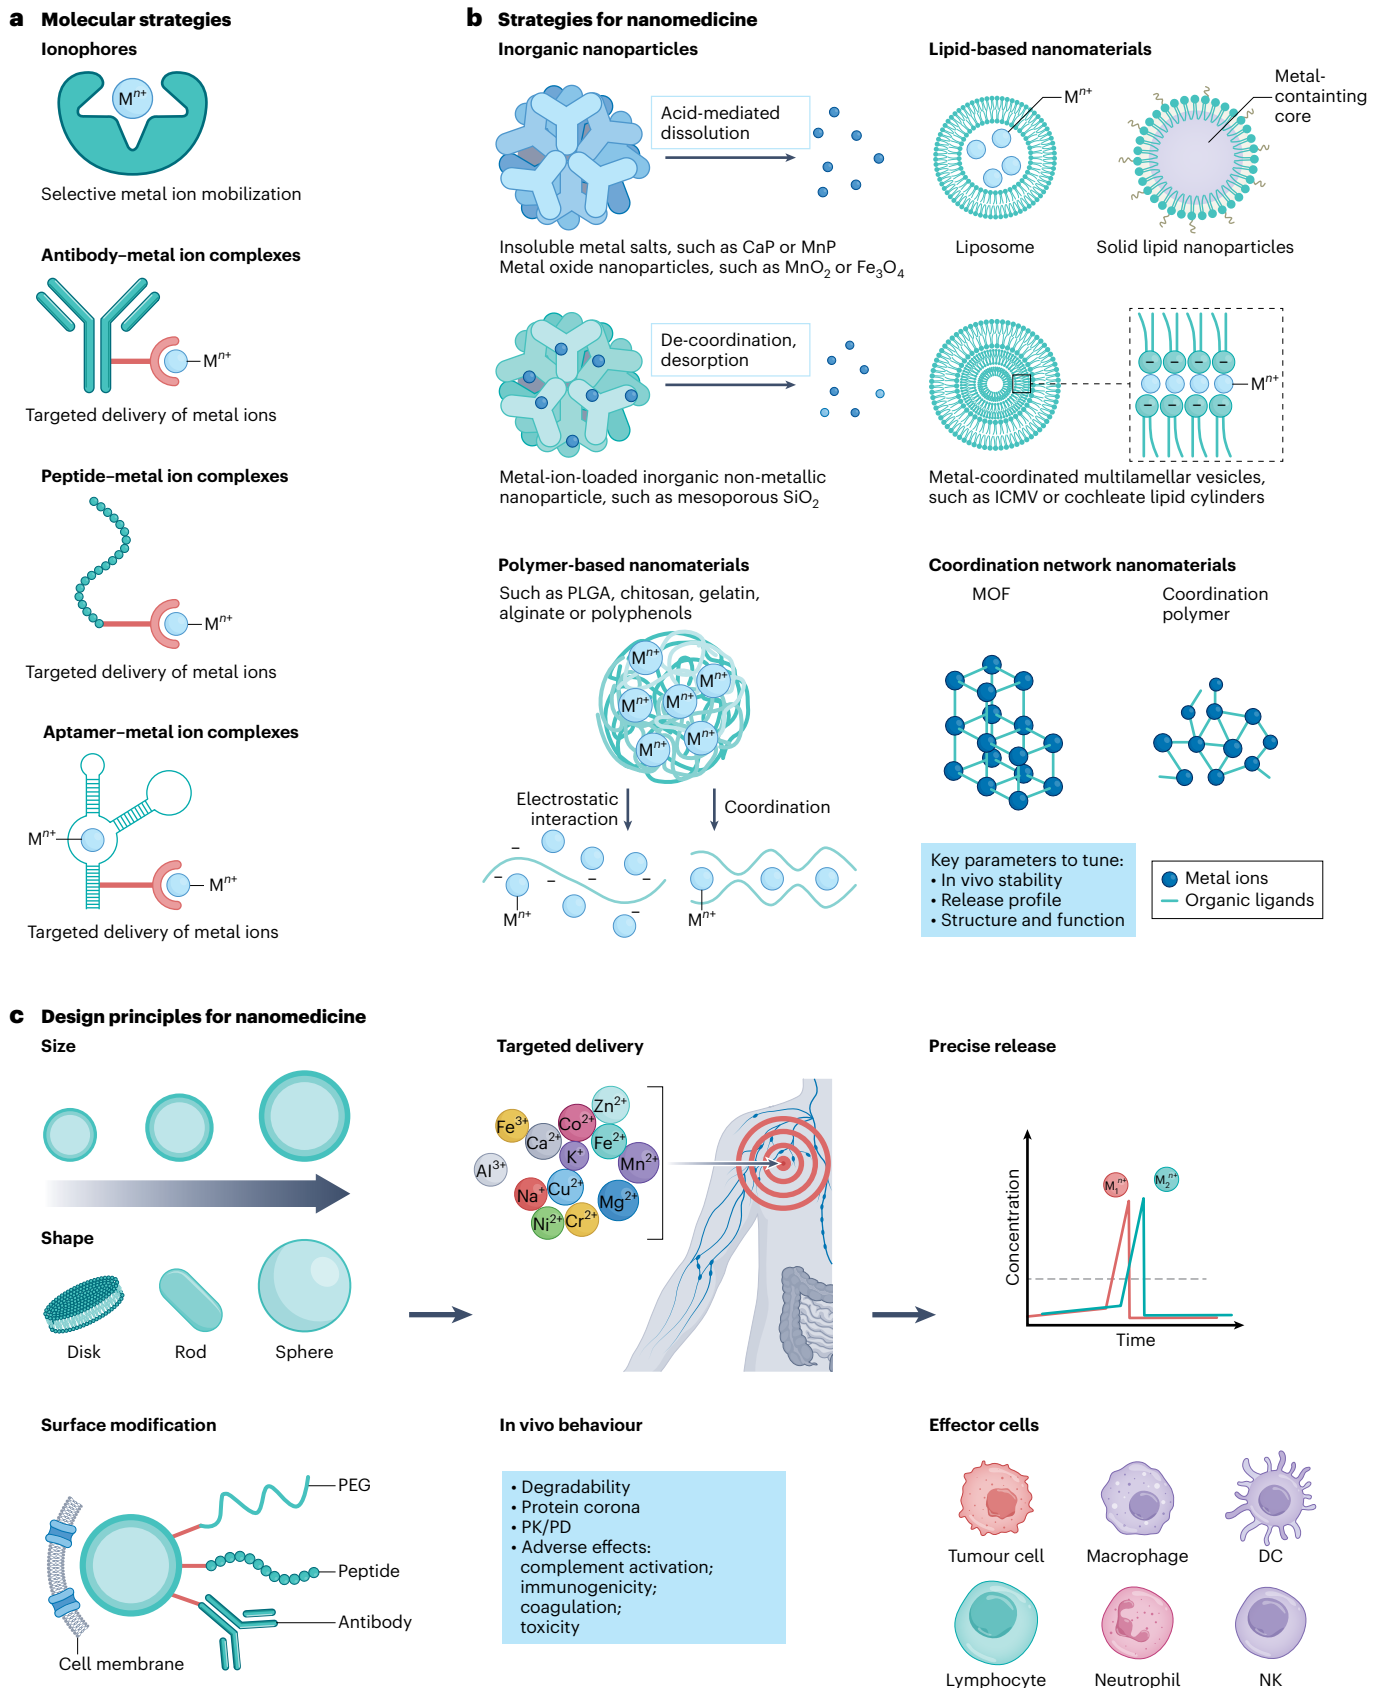 a Molecular strategies
Ionophores
Mⁿ⁺
Selective metal ion mobilization
Antibody–metal ion complexes
Mⁿ⁺
Targeted delivery of metal ions
Peptide–metal ion complexes
Mⁿ⁺
Targeted delivery of metal ions
Aptamer–metal ion complexes
Mⁿ⁺
Mⁿ⁺
Targeted delivery of metal ions
b Strategies for nanomedicine
Inorganic nanoparticles
Acid-mediated
dissolution
Insoluble metal salts, such as CaP or MnP
Metal oxide nanoparticles, such as MnO₂ or Fe₃O₄
De-coordination,
desorption
Metal-ion-loaded inorganic non-metallic
nanoparticle, such as mesoporous SiO₂
Lipid-based nanomaterials
Mⁿ⁺
Liposome
Metal-
containting
core
Solid lipid nanoparticles
– – – –
Mⁿ⁺
– – – –
Metal-coordinated multilamellar vesicles,
such as ICMV or cochleate lipid cylinders
Polymer-based nanomaterials
Such as PLGA, chitosan, gelatin,
alginate or polyphenols
Mⁿ⁺
Mⁿ⁺
Mⁿ⁺
Mⁿ⁺
Mⁿ⁺
Mⁿ⁺
Electrostatic
interaction
Coordination
– – – – –
Mⁿ⁺
Mⁿ⁺
Coordination network nanomaterials
MOF
Coordination
polymer
Key parameters to tune:
• In vivo stability
• Release profile
• Structure and function
Metal ions
Organic ligands
c Design principles for nanomedicine
Size
Shape
Disk
Rod
Sphere
Targeted delivery
Zn²⁺
Fe³⁺
Co²⁺
Ca²⁺
Fe²⁺
K⁺
Mn²⁺
Al³⁺
Na⁺
Cu²⁺
Mg²⁺
Ni²⁺
Cr²⁺
Precise release
M₁ⁿ⁺
M₂ⁿ⁺
Concentration
Time
Surface modification
PEG
Peptide
Antibody
Cell membrane
In vivo behaviour
• Degradability
• Protein corona
• PK/PD
• Adverse effects:
complement activation;
immunogenicity;
coagulation;
toxicity
Effector cells
Tumour cell
Macrophage
DC
Lymphocyte
Neutrophil
NK